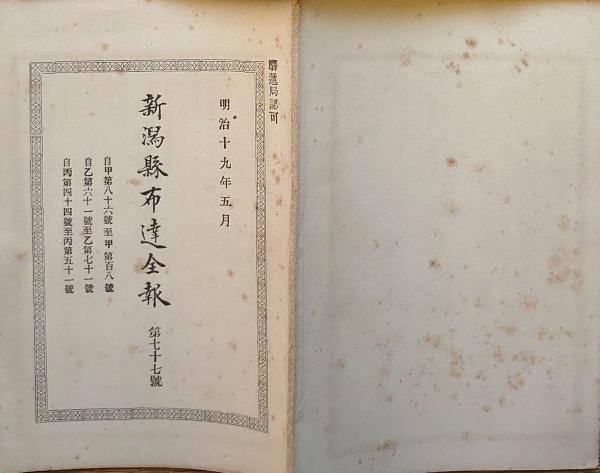 驛遞局認可
明治十九年五月
新潟縣布達全報 第七十七號
自甲第八十六號至甲第百八號
自乙第六十一號至乙第七十一號
自丙第四十四號至丙第五十一號